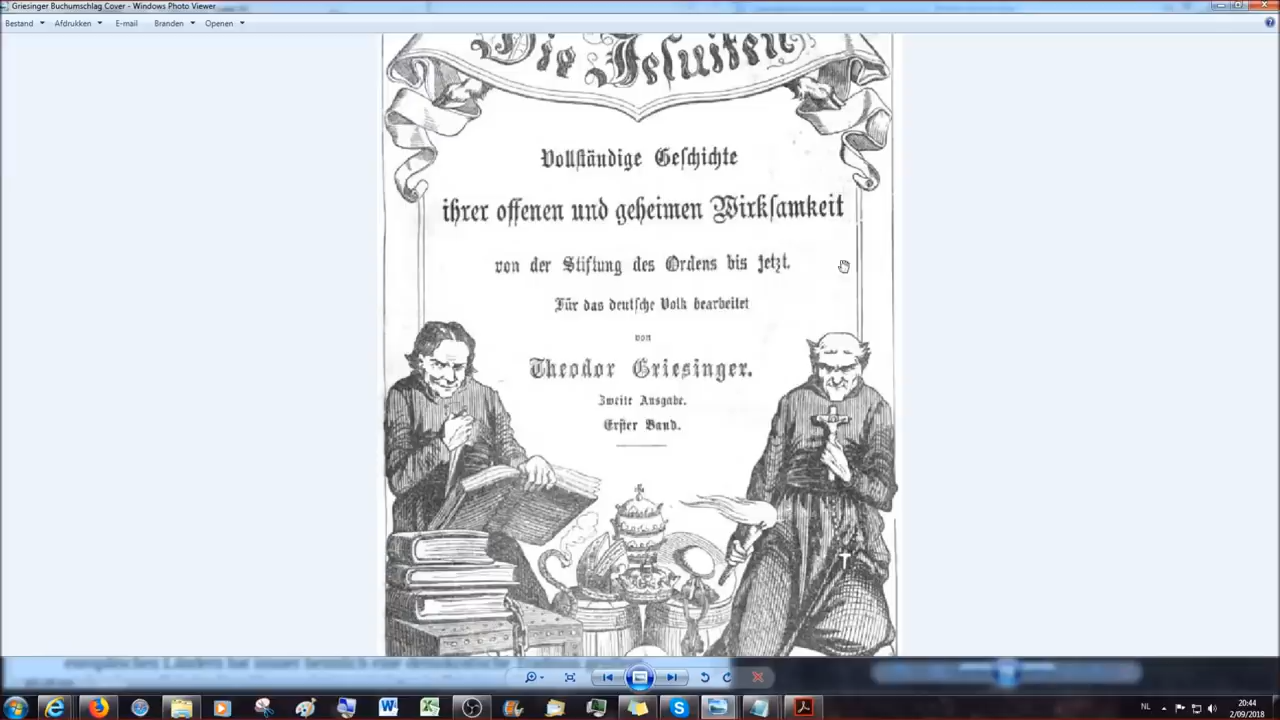 Griesinger Buchumschlag Cover - Windows Photo Viewer
Bestand Afdrukken E-mail Branden Openen
Die Jesuiten
Vollständige Geschichte
ihrer offenen und geheimen Wirksamkeit
von der Stiftung des Ordens bis jetzt.
Für das deutsche Volk bearbeitet
von
Theodor Griesinger.
Zweite Ausgabe.
Erster Band.
NL
20:44
2/09/2018